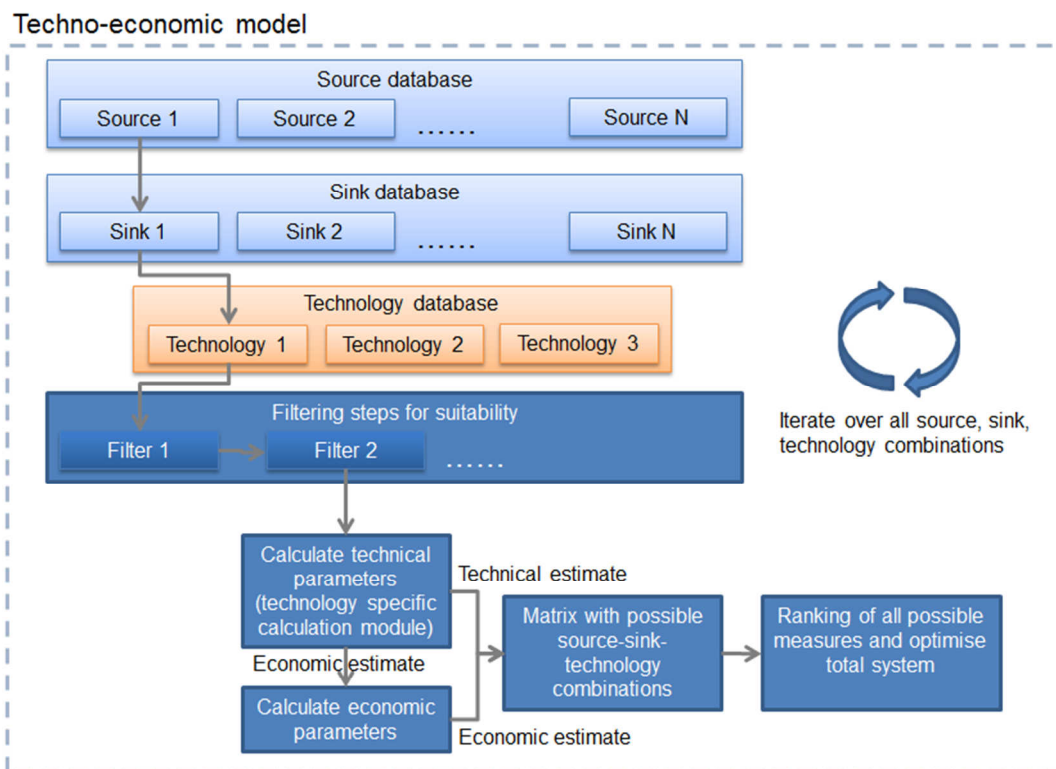 Techno-economic model
Source database
Source 1
Source 2
......
Source N
Sink database
Sink 1
Sink 2
......
Sink N
Technology database
Technology 1
Technology 2
Technology 3
Filtering steps for suitability
Filter 1
Filter 2
......
Iterate over all source, sink,
technology combinations
Calculate technical
parameters
(technology specific
calculation module)
Technical estimate
Economic estimate
Calculate economic
parameters
Economic estimate
Matrix with possible
source-sink-
technology
combinations
Ranking of all possible
measures and optimise
total system